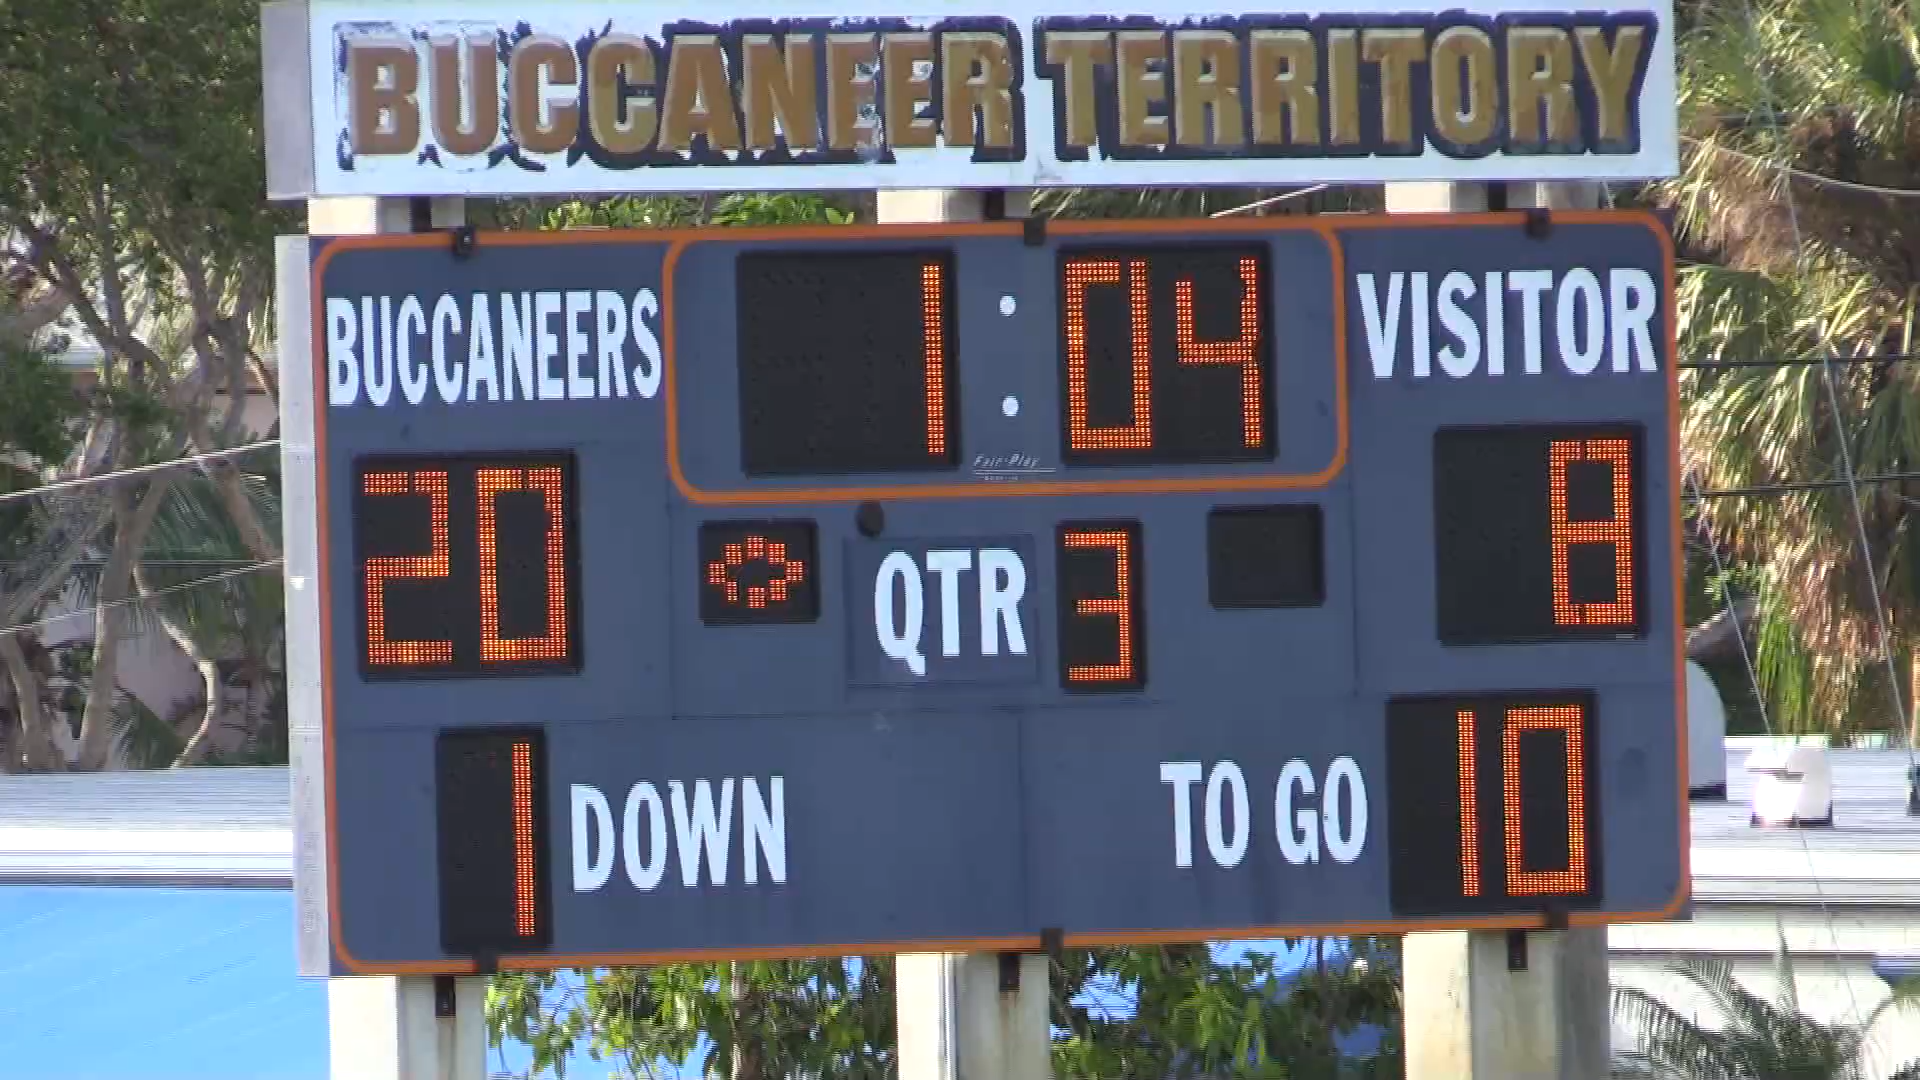 BUCCANEER TERRITORY
BUCCANEERS 1:04 VISITOR
Fair-Play
20 QTR 3 8
1 DOWN TO GO 10